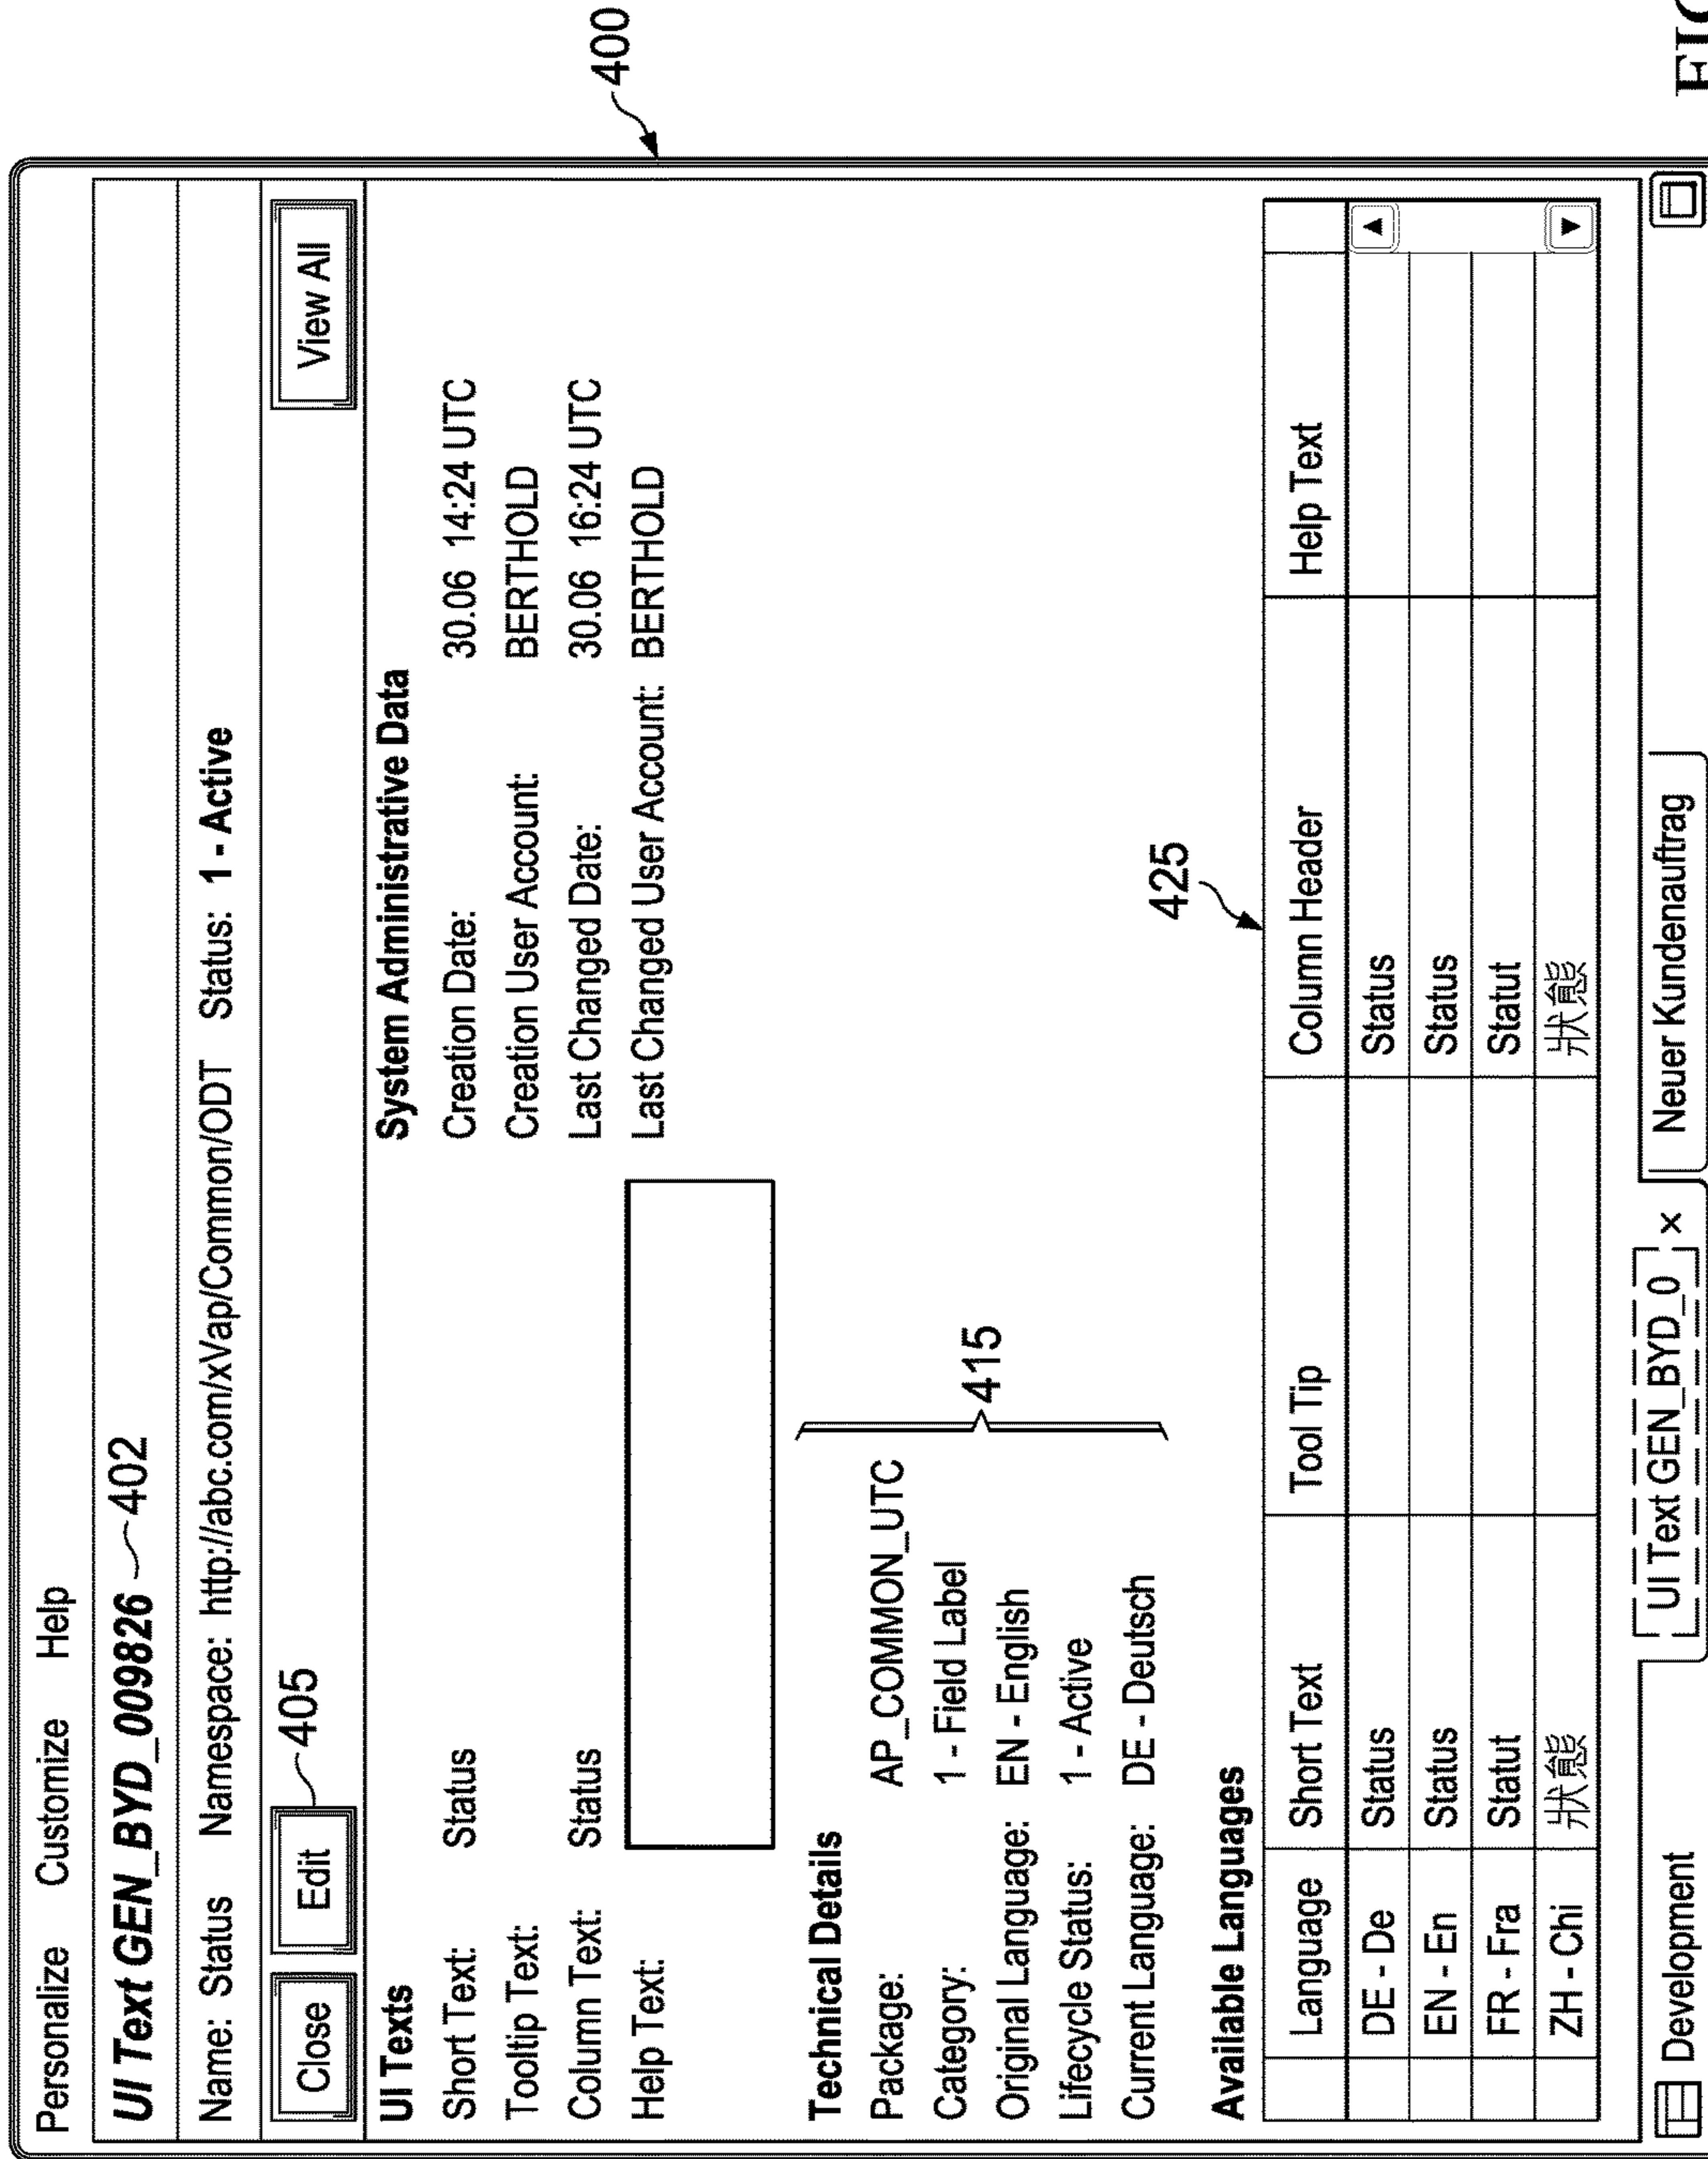 Personalize Customize Help
UI Text GEN_BYD_009826 402
Name: Status Namespace: http://abc.com/xVap/Common/ODT Status: 1 - Active
Close Edit 405 View All
400
UI Texts System Administrative Data
Short Text: Status Creation Date: 30.06 14:24 UTC
Tooltip Text: Creation User Account: BERTHOLD
Column Text: Status Last Changed Date: 30.06 16:24 UTC
Help Text: Last Changed User Account: BERTHOLD
Technical Details
Package: AP_COMMON_UTC
Category: 1 - Field Label
Original Language: EN - English
Lifecycle Status: 1 - Active
Current Language: DE - Deutsch
415
425
Available Languages
Language Short Text Tool Tip Column Header Help Text
DE - De Status Status
EN - En Status Status
FR - Fra Statut Statut
ZH - Chi 狀態 狀態
Development UI Text GEN_BYD_0 × Neuer Kundenauftrag